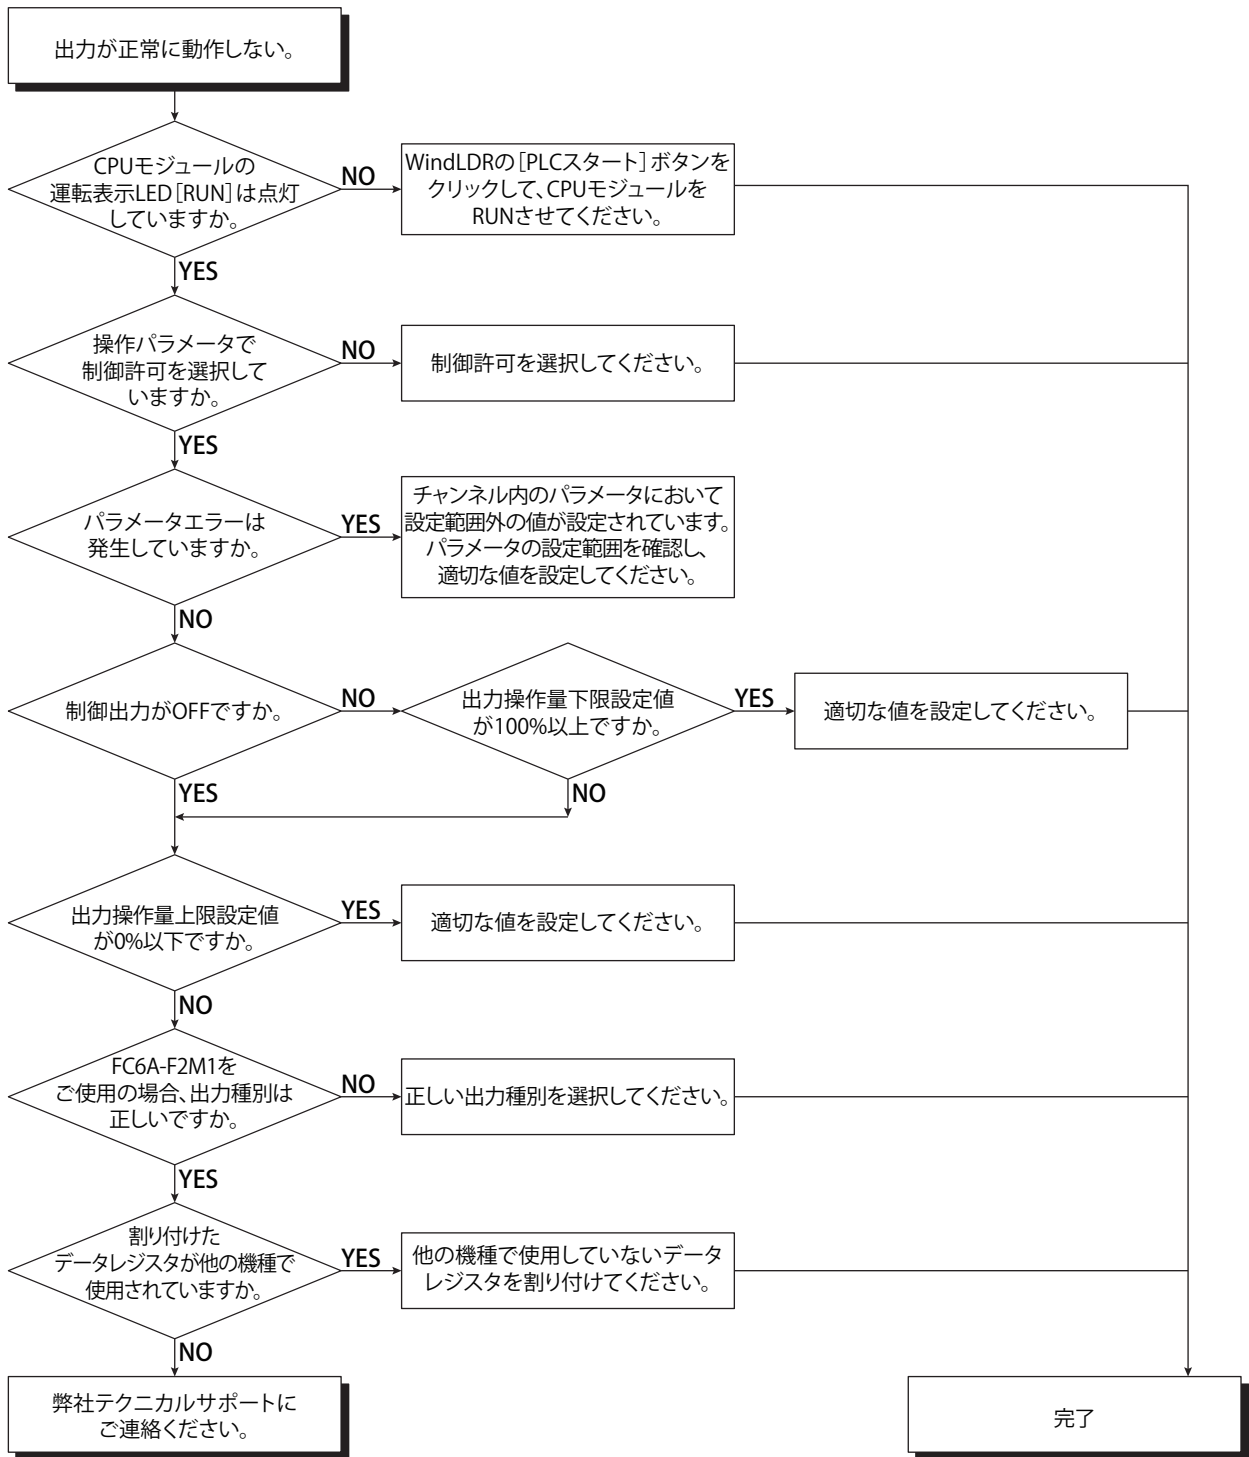 出力が正常に動作しない。
CPUモジュールの
運転表示LED［RUN］は点灯
していますか。
NO
WindLDRの［PLCスタート］ボタンを
クリックして、CPUモジュールを
RUNさせてください。
YES
操作パラメータで
制御許可を選択して
いますか。
NO
制御許可を選択してください。
YES
パラメータエラーは
発生していますか。
YES
チャンネル内のパラメータにおいて
設定範囲外の値が設定されています。
パラメータの設定範囲を確認し、
適切な値を設定してください。
NO
制御出力がOFFですか。
NO
出力操作量下限設定値
が100%以上ですか。
YES
適切な値を設定してください。
YES
NO
出力操作量上限設定値
が0%以下ですか。
YES
適切な値を設定してください。
NO
FC6A-F2M1を
ご使用の場合、出力種別は
正しいですか。
NO
正しい出力種別を選択してください。
YES
割り付けた
データレジスタが他の機種で
使用されていますか。
YES
他の機種で使用していないデータ
レジスタを割り付けてください。
NO
弊社テクニカルサポートに
ご連絡ください。
完了